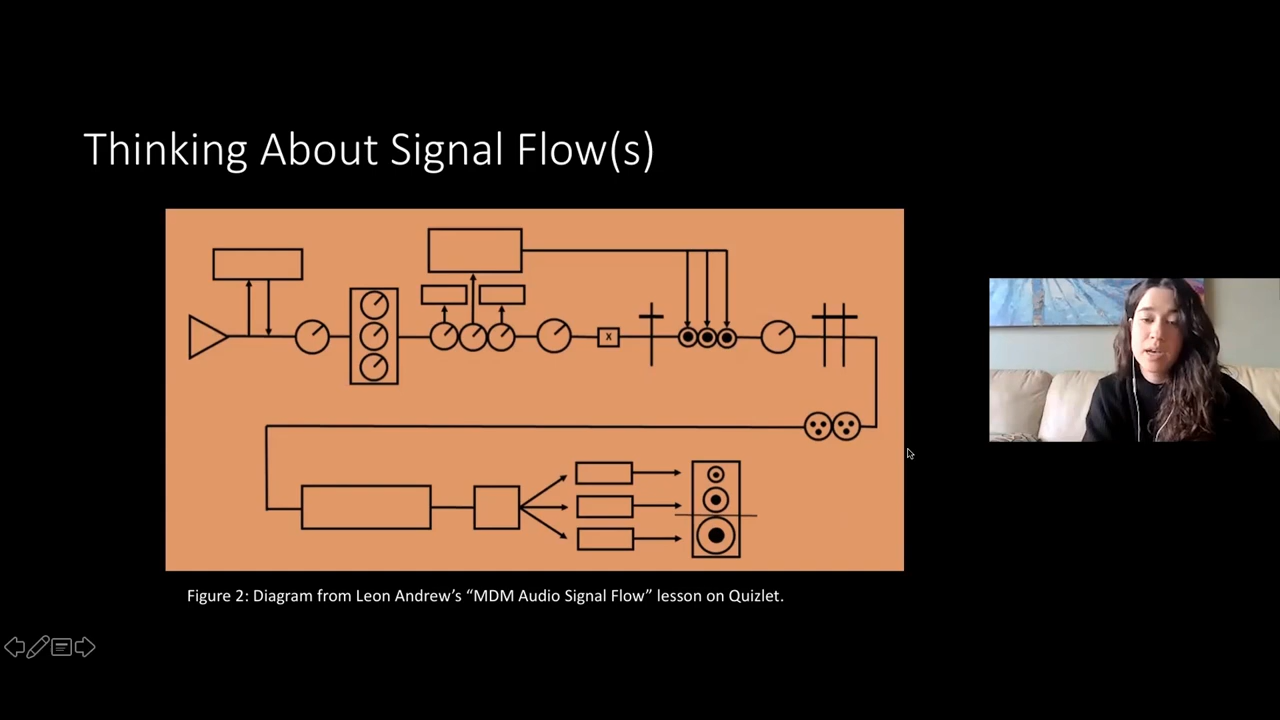 Thinking About Signal Flow(s)
X
Figure 2: Diagram from Leon Andrew’s “MDM Audio Signal Flow” lesson on Quizlet.